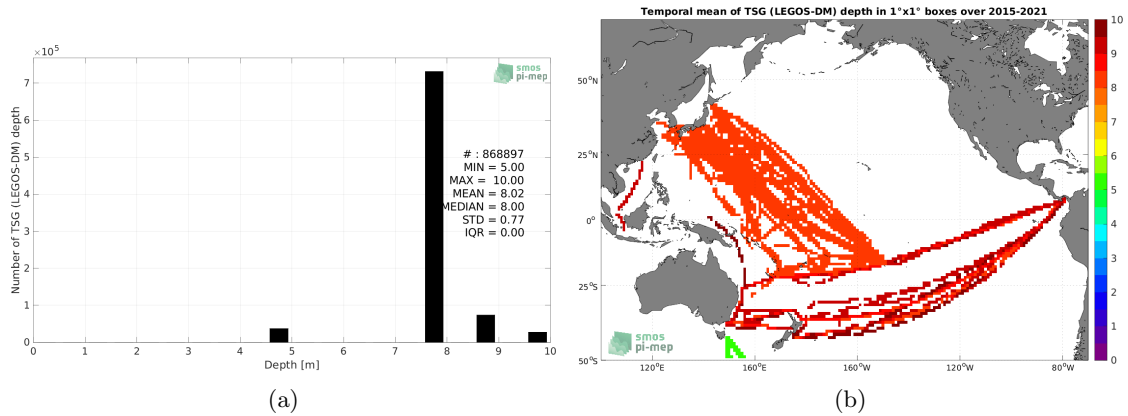 ×10⁵
smos
pi-mep
7
6
5
4
3
2
1
0
Number of TSG (LEGOS-DM) depth
# : 868897
MIN = 5.00
MAX = 10.00
MEAN = 8.02
MEDIAN = 8.00
STD = 0.77
IQR = 0.00
0 1 2 3 4 5 6 7 8 9 10
Depth [m]
(a)
Temporal mean of TSG (LEGOS-DM) depth in 1°x1° boxes over 2015-2021
50°N
25°N
0°
25°S
50°S
120°E
160°E
160°W
120°W
80°W
smos
pi-mep
10
9
8
7
6
5
4
3
2
1
0
(b)